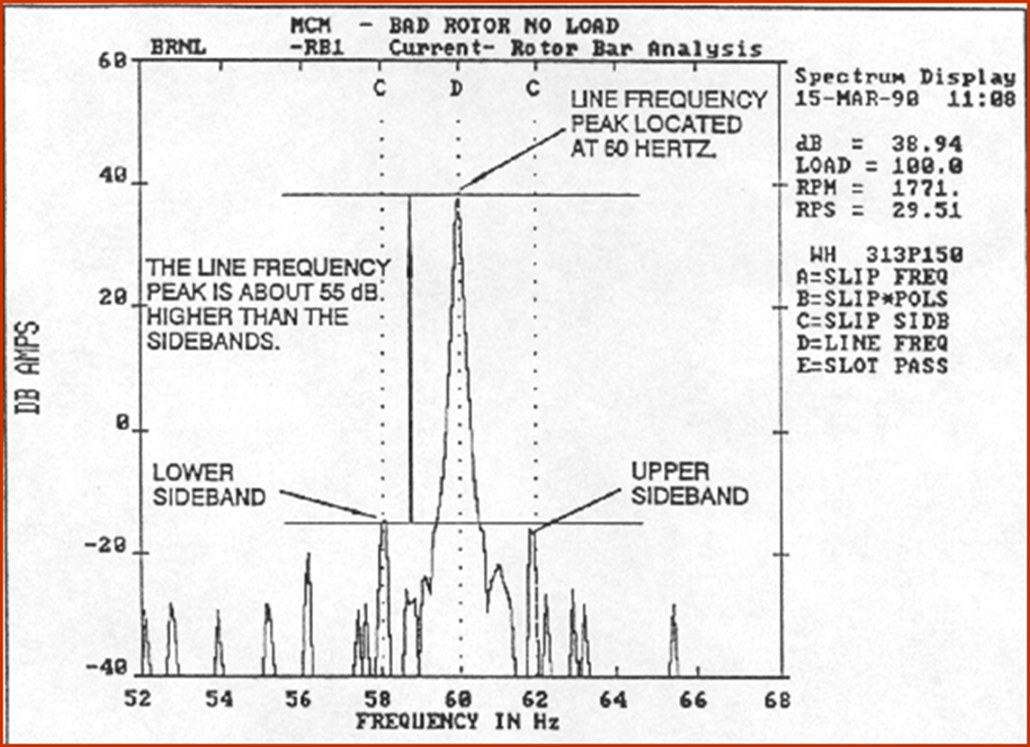 MCM - BAD ROTOR NO LOAD
BRNL -RB1 Current- Rotor Bar Analysis
Spectrum Display
15-MAR-90 11:08
dB = 38.94
LOAD = 100.0
RPM = 1771.
RPS = 29.51
WH 313P150
A=SLIP FREQ
B=SLIP*POLS
C=SLIP SIDB
D=LINE FREQ
E=SLOT PASS
C D C
LINE FREQUENCY
PEAK LOCATED
AT 60 HERTZ.
THE LINE FREQUENCY
PEAK IS ABOUT 55 dB
HIGHER THAN THE
SIDEBANDS.
LOWER
SIDEBAND
UPPER
SIDEBAND
DB AMPS
60
40
20
0
-20
-40
52 54 56 58 60 62 64 66 68
FREQUENCY IN Hz